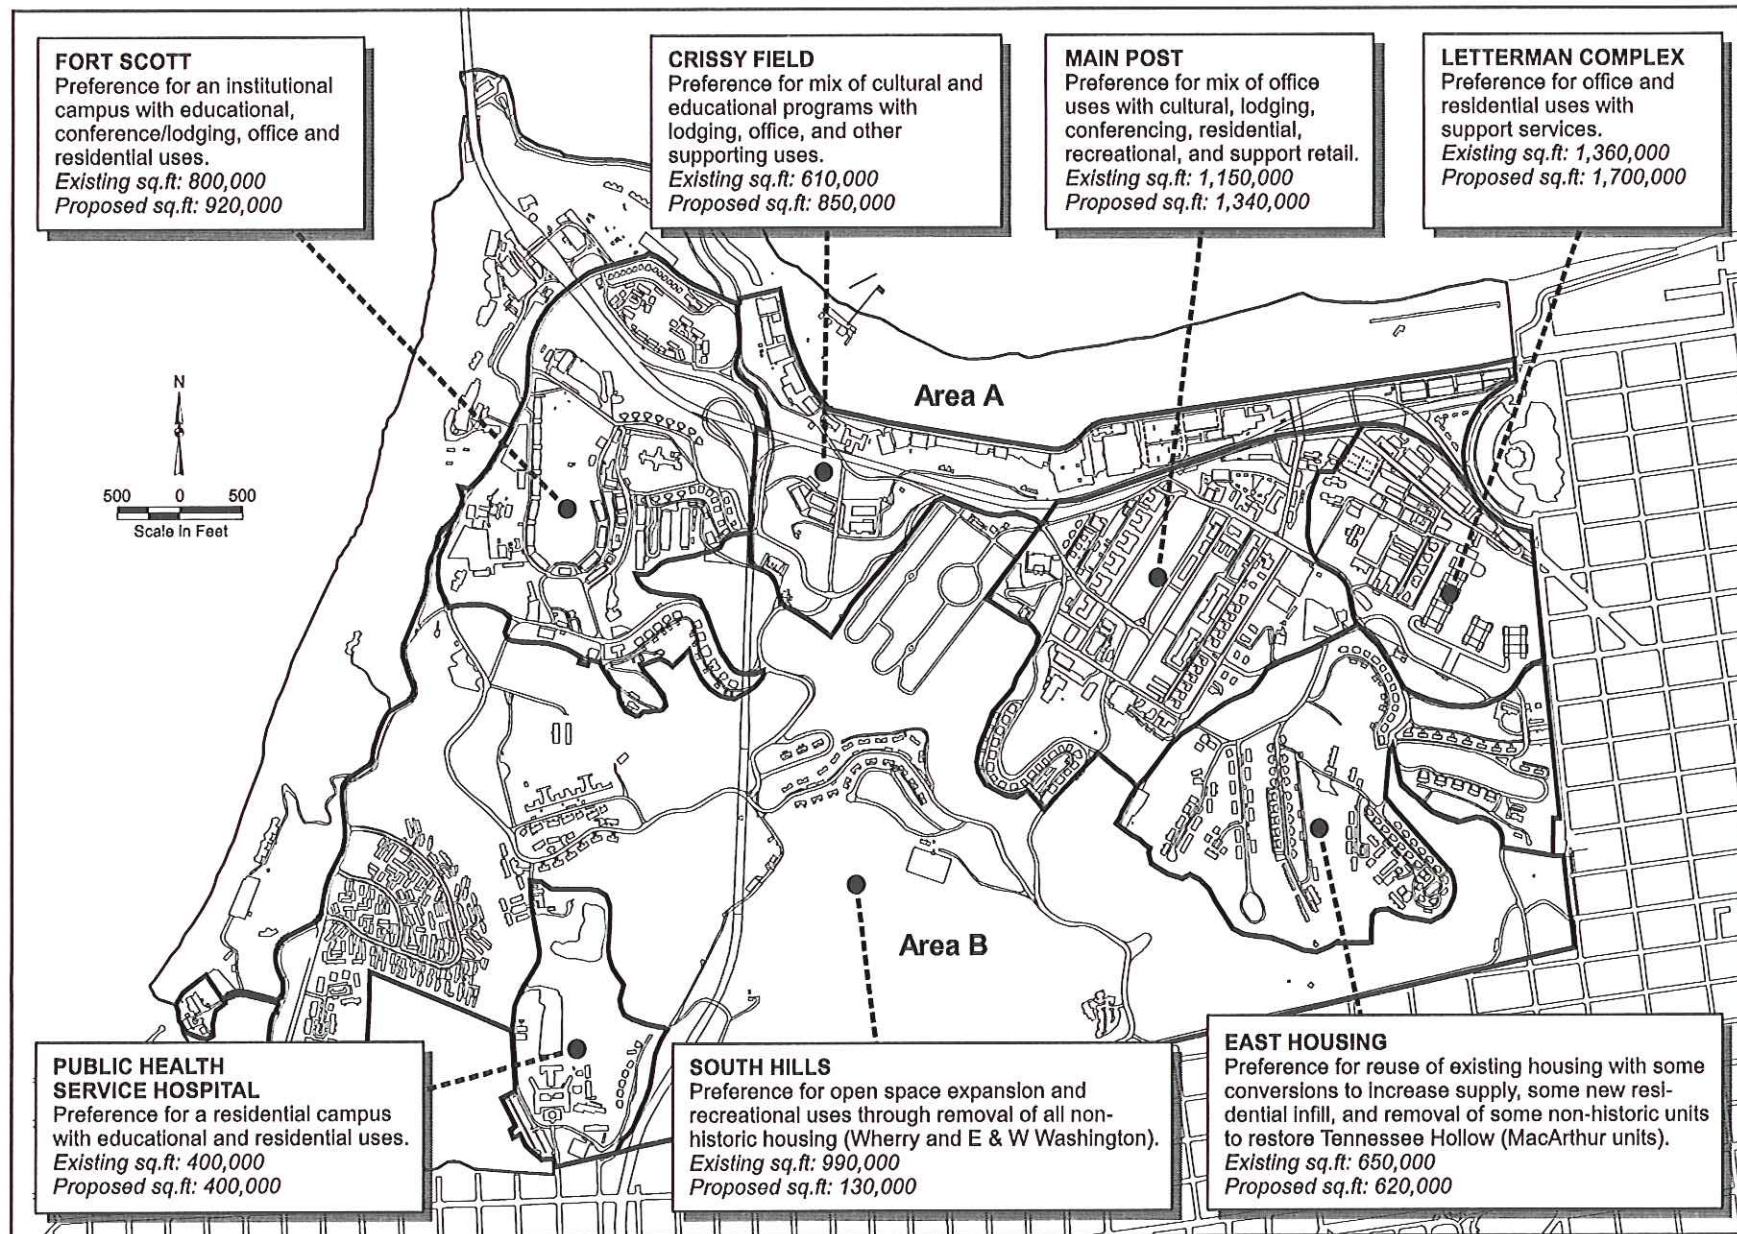 FORT SCOTT
Preference for an institutional
campus with educational,
conference/lodging, office and
residential uses.
Existing sq.ft: 800,000
Proposed sq.ft: 920,000
CRISSY FIELD
Preference for mix of cultural and
educational programs with
lodging, office, and other
supporting uses.
Existing sq.ft: 610,000
Proposed sq.ft: 850,000
MAIN POST
Preference for mix of office
uses with cultural, lodging,
conferencing, residential,
recreational, and support retail.
Existing sq.ft: 1,150,000
Proposed sq.ft: 1,340,000
LETTERMAN COMPLEX
Preference for office and
residential uses with
support services.
Existing sq.ft: 1,360,000
Proposed sq.ft: 1,700,000
N
500 0 500
Scale In Feet
Area A
Area B
PUBLIC HEALTH
SERVICE HOSPITAL
Preference for a residential campus
with educational and residential uses.
Existing sq.ft: 400,000
Proposed sq.ft: 400,000
SOUTH HILLS
Preference for open space expansion and
recreational uses through removal of all non-
historic housing (Wherry and E & W Washington).
Existing sq.ft: 990,000
Proposed sq.ft: 130,000
EAST HOUSING
Preference for reuse of existing housing with some
conversions to increase supply, some new resi-
dential infill, and removal of some non-historic units
to restore Tennessee Hollow (MacArthur units).
Existing sq.ft: 650,000
Proposed sq.ft: 620,000